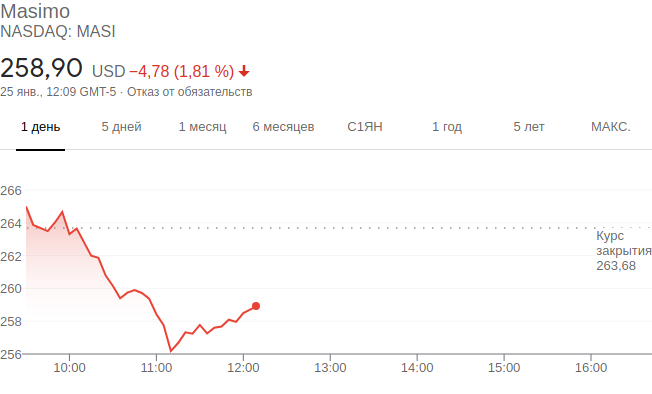 Masimo
NASDAQ: MASI
258,90 USD −4,78 (1,81 %)
25 янв., 12:09 GMT-5 · Отказ от обязательств
1 день 5 дней 1 месяц 6 месяцев С1ЯН 1 год 5 лет МАКС.
266
264
Курс
закрытия
263,68
262
260
258
256
10:00 11:00 12:00 13:00 14:00 15:00 16:00